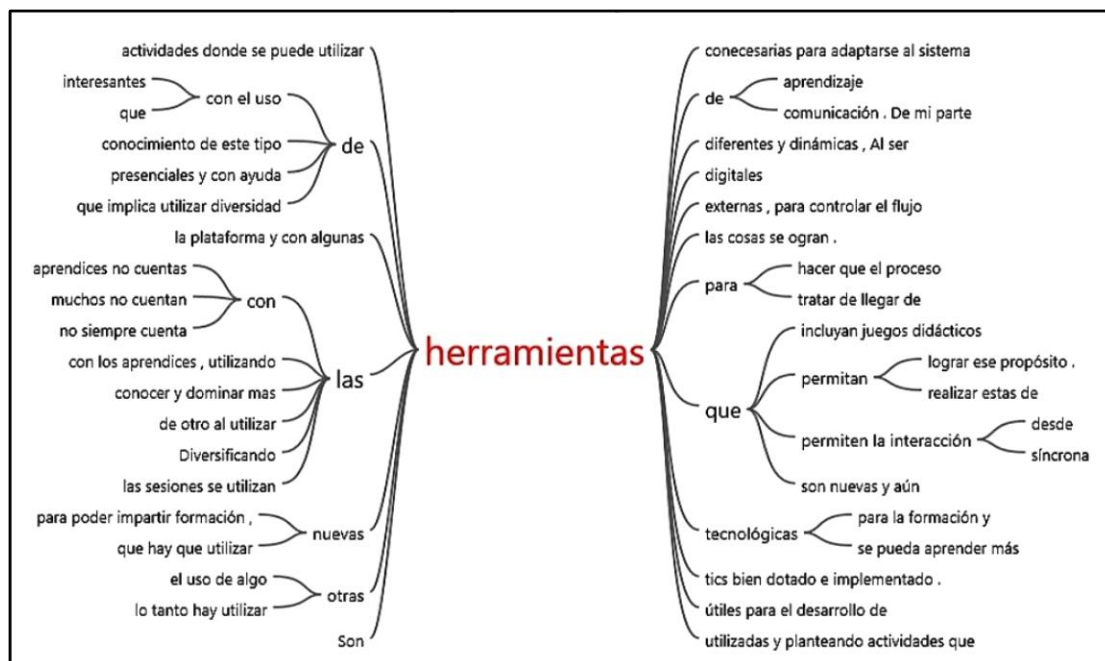 actividades donde se puede utilizar
interesantes
que
con el uso
conocimiento de este tipo
presenciales y con ayuda
que implica utilizar diversidad
de
la plataforma y con algunas
aprendices no cuentas
muchos no cuentan
no siempre cuenta
con
con los aprendices , utilizando
conocer y dominar mas
de otro al utilizar
Diversificando
las sesiones se utilizan
las
para poder impartir formación ,
que hay que utilizar
nuevas
el uso de algo
lo tanto hay utilizar
otras
Son
herramientas
conecesarias para adaptarse al sistema
de
aprendizaje
comunicación . De mi parte
diferentes y dinámicas , Al ser
digitales
externas , para controlar el flujo
las cosas se ogran .
para
hacer que el proceso
tratar de llegar de
que
incluyan juegos didácticos
permitan
lograr ese propósito .
realizar estas de
permiten la interacción
desde
síncrona
son nuevas y aún
tecnológicas
para la formación y
se pueda aprender más
tics bien dotado e implementado .
útiles para el desarrollo de
utilizadas y planteando actividades que